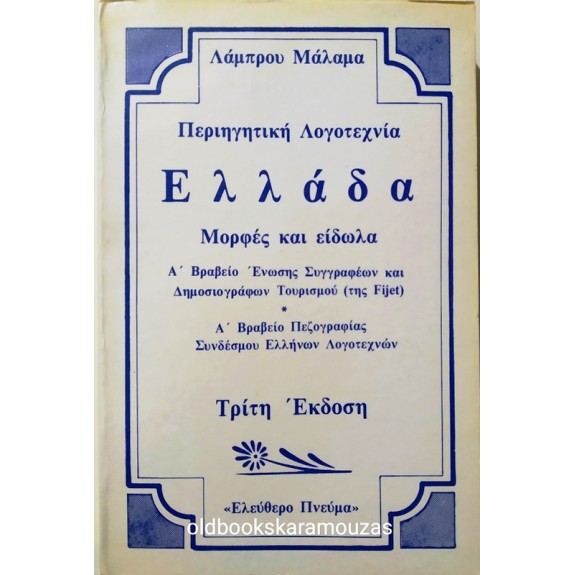 Λάμπρου Μάλαμα
Περιηγητική Λογοτεχνία
Ελλάδα
Μορφές και είδωλα
Α΄ Βραβείο Ένωσης Συγγραφέων και
Δημοσιογράφων Τουρισμού (της Fijet)
*
Α΄ Βραβείο Πεζογραφίας
Συνδέσμου Ελλήνων Λογοτεχνών
Τρίτη Έκδοση
«Ελεύθερο Πνεύμα»
oldbookskaramouzas